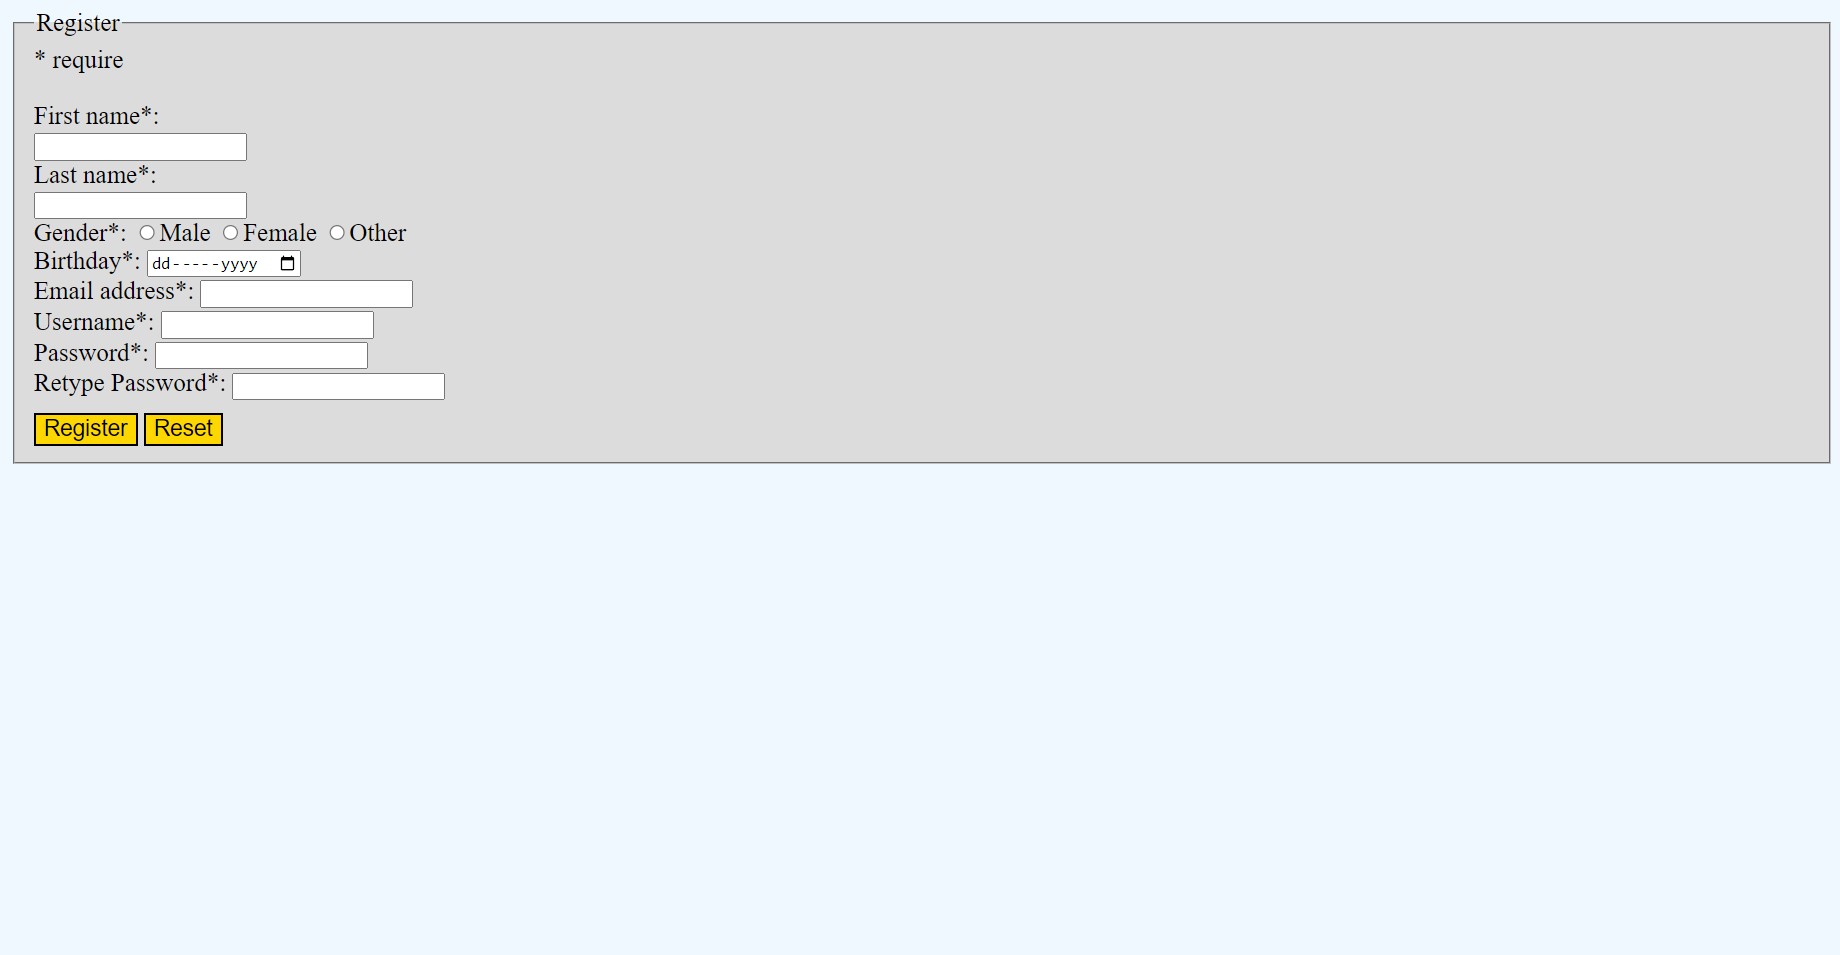 Register
* require
First name*:
Last name*:
Gender*: Male Female Other
Birthday*: dd-----yyyy
Email address*:
Username*:
Password*:
Retype Password*:
Register Reset